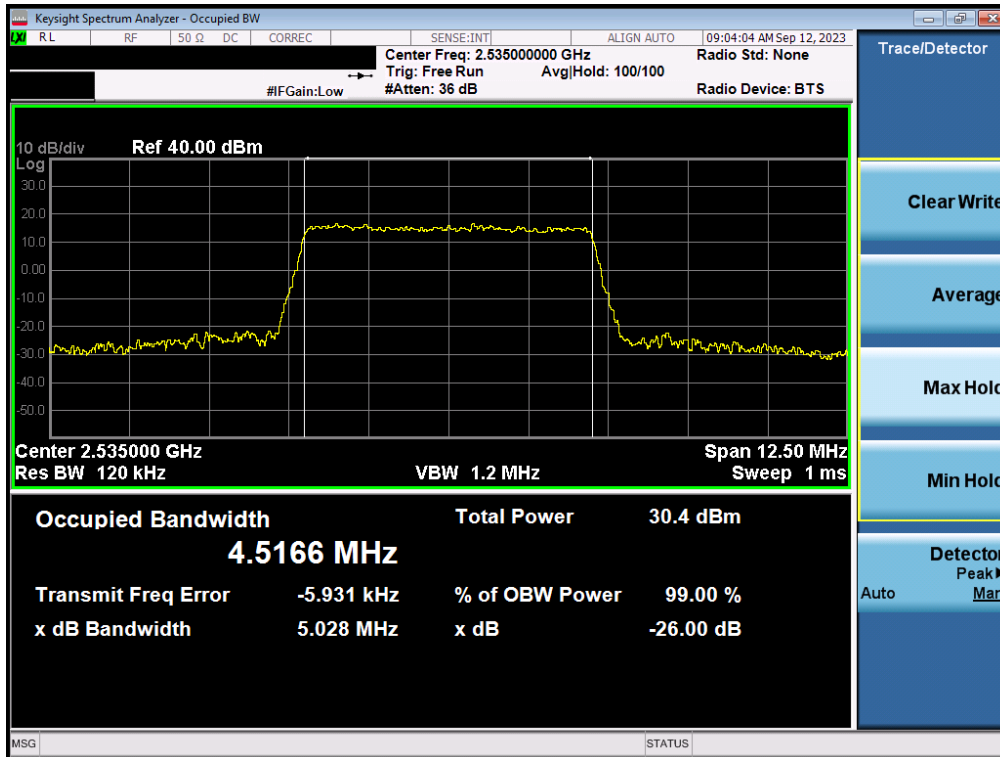 Keysight Spectrum Analyzer - Occupied BW
LXI RL RF 50 Ω DC CORREC SENSE:INT ALIGN AUTO 09:04:04 AM Sep 12, 2023
Center Freq: 2.535000000 GHz Radio Std: None
Trig: Free Run Avg|Hold: 100/100
#IFGain:Low #Atten: 36 dB Radio Device: BTS
10 dB/div Ref 40.00 dBm
Log
30.0
20.0
10.0
0.00
-10.0
-20.0
-30.0
-40.0
-50.0
Center 2.535000 GHz Span 12.50 MHz
Res BW 120 kHz VBW 1.2 MHz Sweep 1 ms
Occupied Bandwidth Total Power 30.4 dBm
4.5166 MHz
Transmit Freq Error -5.931 kHz % of OBW Power 99.00 %
x dB Bandwidth 5.028 MHz x dB -26.00 dB
MSG STATUS
Trace/Detector
Clear Write
Average
Max Hold
Min Hold
Detector
Peak
Auto Man